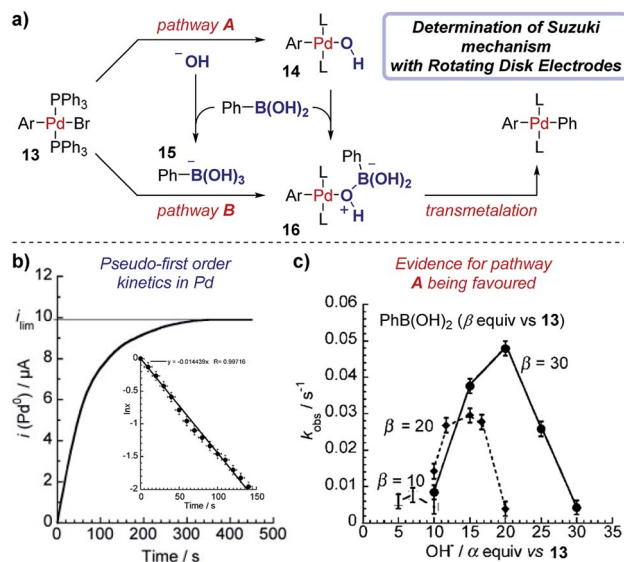 a)
pathway A
⁻OH
Ar–Pd–O
L
L
H
14
Determination of Suzuki
mechanism
with Rotating Disk Electrodes
PPh₃
Ar–Pd–Br
PPh₃
13
Ph–B(OH)₂
15
Ph–B(OH)₃
–
pathway B
L
Ar–Pd–O
L
+
H
Ph
–
B(OH)₂
16
transmetalation
L
Ar–Pd–Ph
L
b)
Pseudo-first order
kinetics in Pd
i (Pd⁰) / µA
12
i lim
10
8
6
4
2
0
0 100 200 300 400 500
Time / s
y = -0.014439x R= 0.99716
lnx
0
-0.5
-1
-1.5
-2
0 50 100 150
Time / s
c)
Evidence for pathway
A being favoured
PhB(OH)₂ (β equiv vs 13)
k obs / s⁻¹
0.06
0.05
0.04
0.03
0.02
0.01
0
β = 30
β = 20
β = 10
0 5 10 15 20 25 30 35
OH⁻/ α equiv vs 13